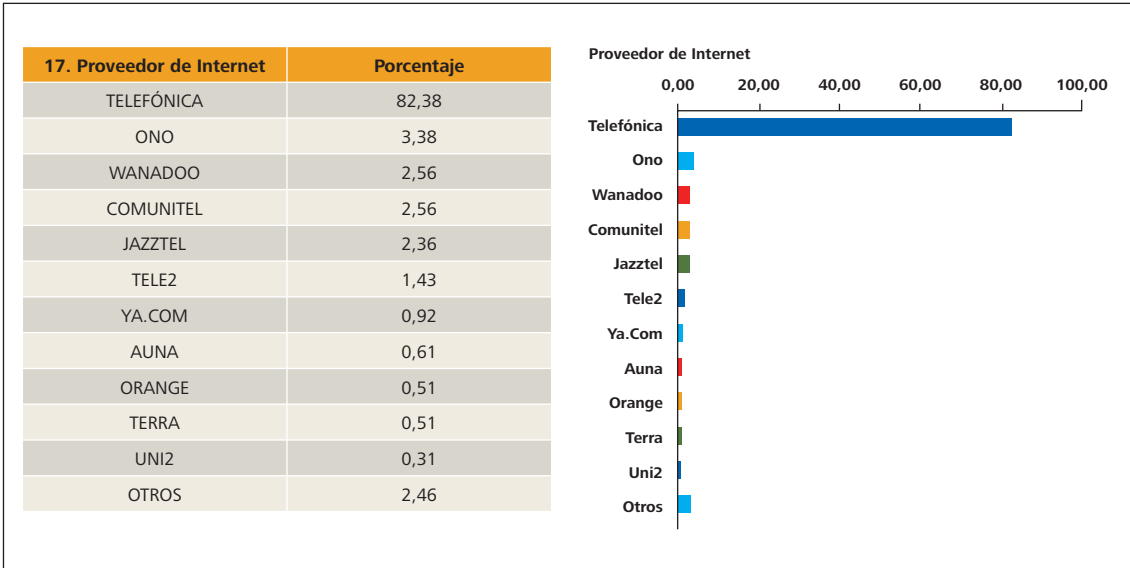 17. Proveedor de Internet Porcentaje
TELEFÓNICA 82,38
ONO 3,38
WANADOO 2,56
COMUNITEL 2,56
JAZZTEL 2,36
TELE2 1,43
YA.COM 0,92
AUNA 0,61
ORANGE 0,51
TERRA 0,51
UNI2 0,31
OTROS 2,46
Proveedor de Internet
0,00 20,00 40,00 60,00 80,00 100,00
Telefónica
Ono
Wanadoo
Comunitel
Jazztel
Tele2
Ya.Com
Auna
Orange
Terra
Uni2
Otros